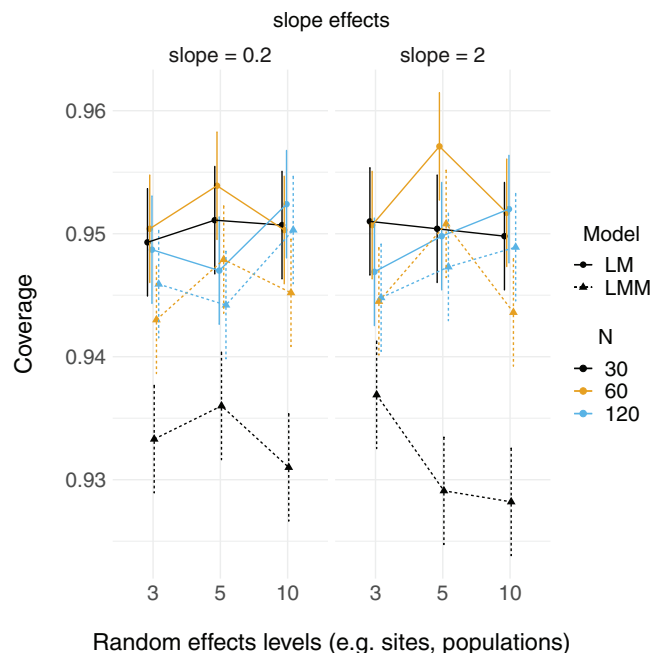 slope effects
slope = 0.2
slope = 2
0.96
0.95
0.94
0.93
Coverage
3
5
10
3
5
10
Random effects levels (e.g. sites, populations)
Model
LM
LMM
N
30
60
120